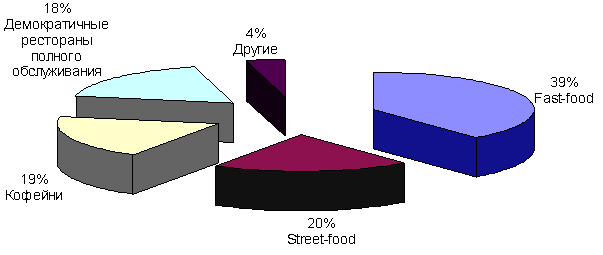 18%
Демократичные
рестораны
полного
обслуживания
4%
Другие
39%
Fast-food
19%
Кофейни
20%
Street-food